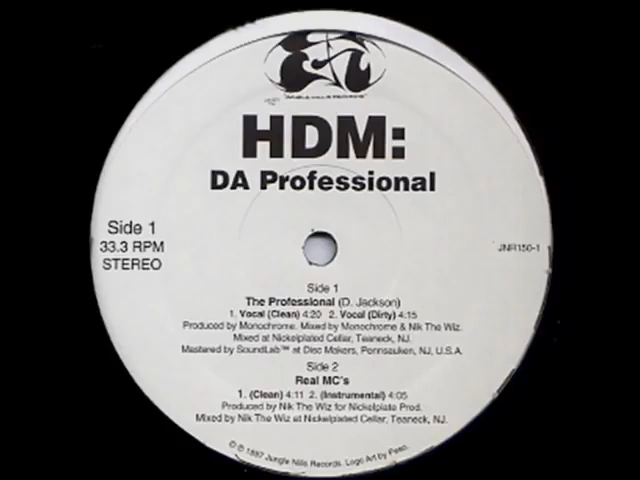 HDM:
DA Professional
Side 1
33.3 RPM
STEREO
JNR150-1
Side 1
The Professional (D. Jackson)
1. Vocal (Clean) 4:20 2. Vocal (Dirty) 4:15
Produced by Monochrome. Mixed by Monochrome & Nik The Wiz.
Mixed at Nickelplated Cellar, Teaneck, NJ.
Mastered by SoundLab™ at Disc Makers, Pennsauken, NJ, U.S.A.
Side 2
Real MC's
1. (Clean) 4:11 2. (Instrumental) 4:05
Produced by Nik The Wiz for Nickelplate Prod.
Mixed by Nik The Wiz at Nickelplated Cellar, Teaneck, NJ.
© ℗ 1997 Jungle Nills Records. Logo Art by